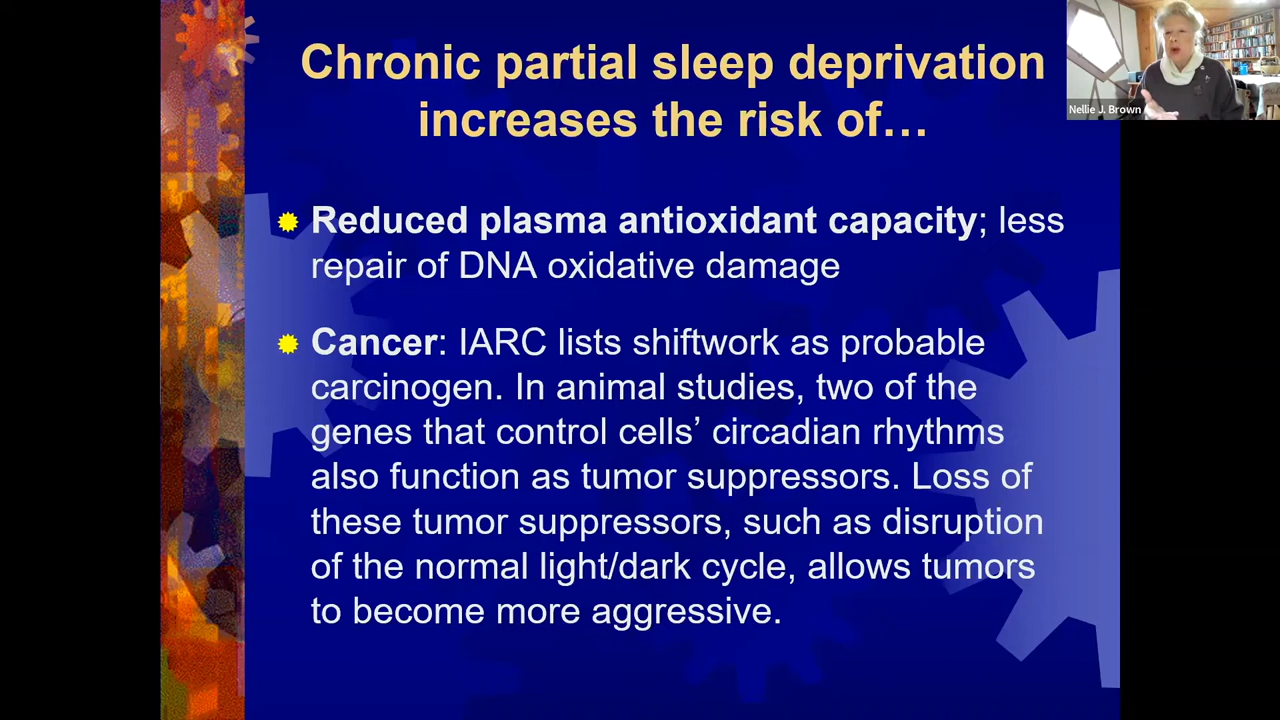 Chronic partial sleep deprivation
increases the risk of…
Nellie J. Brown
Reduced plasma antioxidant capacity; less
repair of DNA oxidative damage
Cancer: IARC lists shiftwork as probable
carcinogen. In animal studies, two of the
genes that control cells’ circadian rhythms
also function as tumor suppressors. Loss of
these tumor suppressors, such as disruption
of the normal light/dark cycle, allows tumors
to become more aggressive.